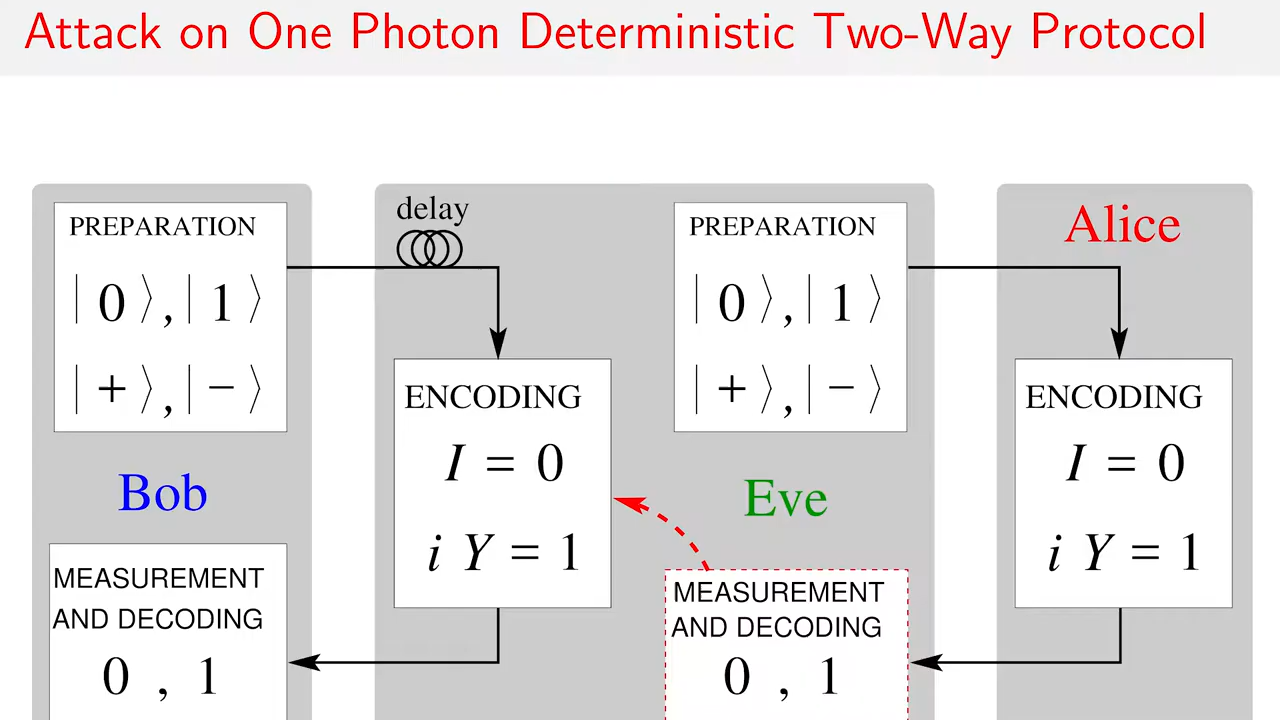 Attack on One Photon Deterministic Two-Way Protocol
PREPARATION
| 0 ⟩, | 1 ⟩
| + ⟩, | − ⟩
Bob
MEASUREMENT
AND DECODING
0 , 1
delay
ENCODING
I = 0
i Y = 1
PREPARATION
| 0 ⟩, | 1 ⟩
| + ⟩, | − ⟩
Eve
MEASUREMENT
AND DECODING
0 , 1
Alice
ENCODING
I = 0
i Y = 1